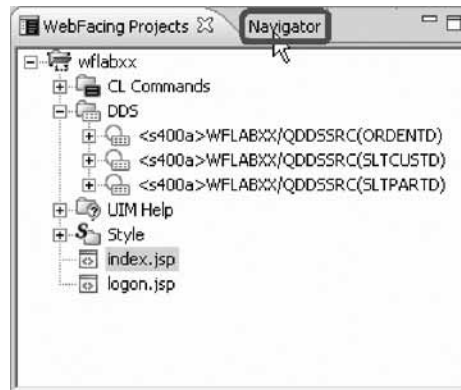 WebFacing Projects Navigator
wflabxx
CL Commands
DDS
<s400a>WFLABXX/QDDSSRC(ORDENTD)
<s400a>WFLABXX/QDDSSRC(SLTCUSTD)
<s400a>WFLABXX/QDDSSRC(SLTPARTD)
UIM Help
Style
index.jsp
logon.jsp